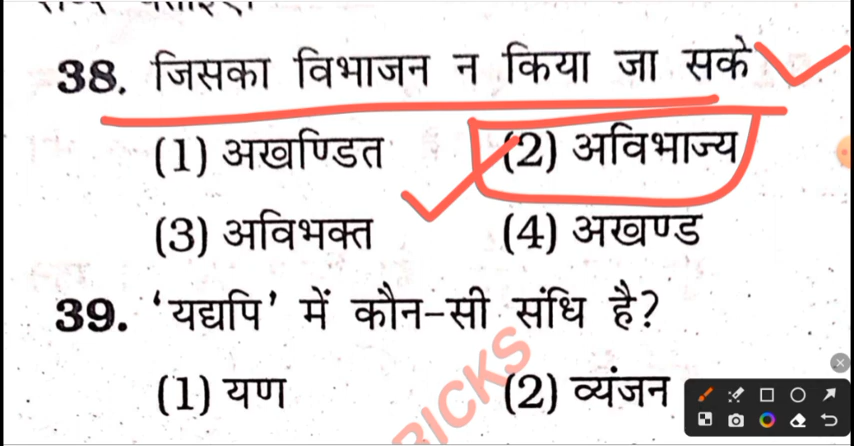 38. जिसका विभाजन न किया जा सके
(1) अखण्डित (2) अविभाज्य
(3) अविभक्त (4) अखण्ड
39. ‘यद्यपि’ में कौन-सी संधि है?
(1) यण (2) व्यंजन
RICKS